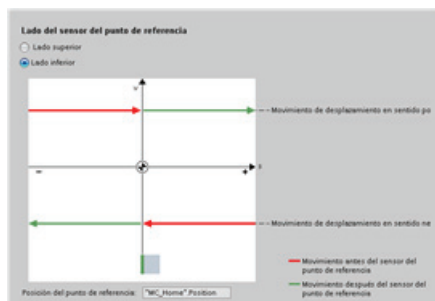 Lado del sensor del punto de referencia
Lado superior
Lado inferior
v
Movimiento de desplazamiento en sentido po
x
−
+
Movimiento de desplazamiento en sentido ne
Movimiento antes del sensor del
punto de referencia
Movimiento después del sensor del
punto de referencia
Posición del punto de referencia: "MC_Home".Position